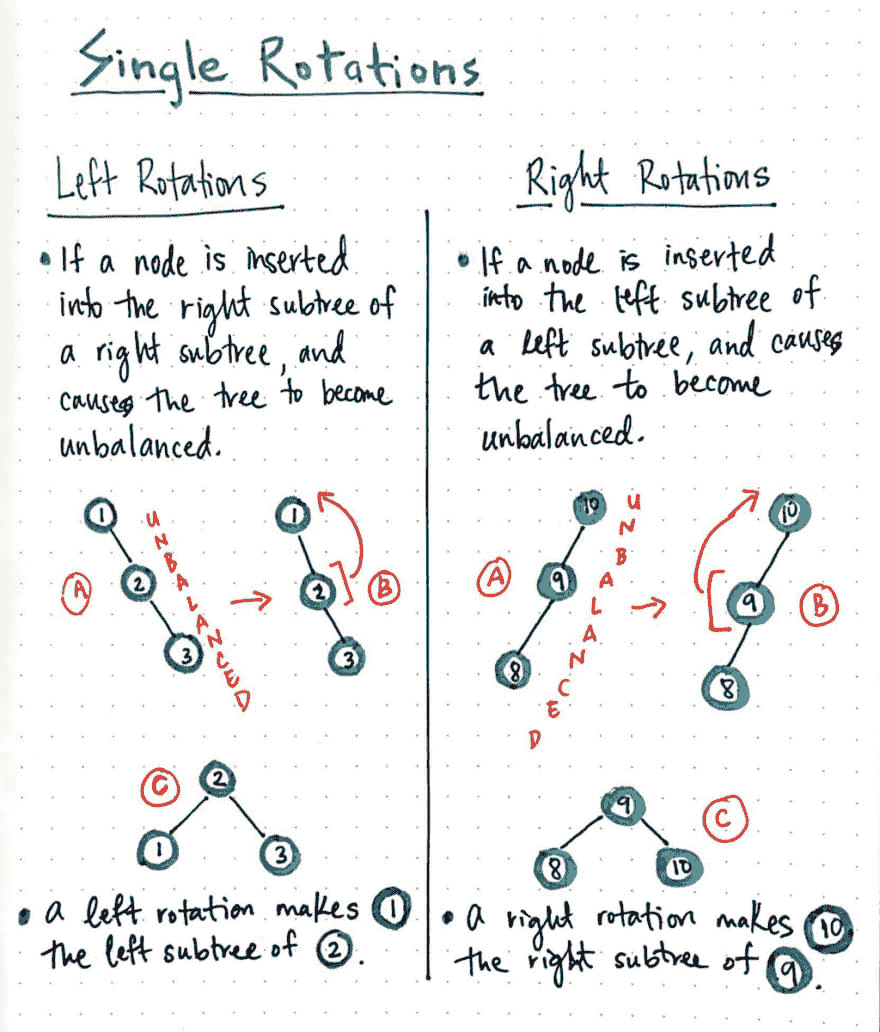 Single Rotations
Left Rotations
• If a node is inserted
into the right subtree of
a right subtree, and
causes the tree to become
unbalanced.
1
2
3
A
UNBALANCED
→
1
2
3
B
C
2
1
3
• a left rotation makes 1
the left subtree of 2.
Right Rotations
• If a node is inserted
into the left subtree of
a left subtree, and causes
the tree to become
unbalanced.
10
9
8
A
UNBALANCED
→
10
9
8
B
9
C
8
10
• a right rotation makes 10
the right subtree of 9.